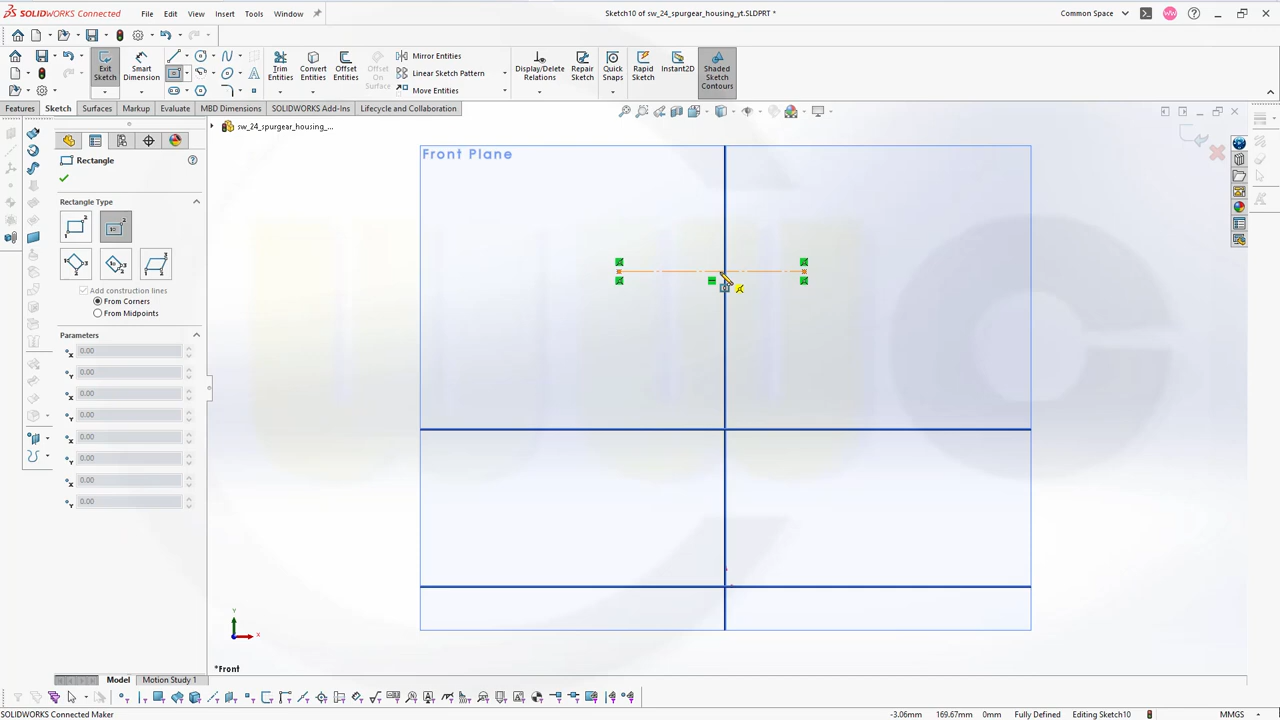 SOLIDWORKS Connected
File
Edit
View
Insert
Tools
Window
Sketch10 of sw_24_spurgear_housing_yt.SLDPRT *
Common Space
WW
Exit Sketch
Smart Dimension
Trim Entities
Convert Entities
Offset Entities
Offset On Surface
Mirror Entities
Linear Sketch Pattern
Move Entities
Display/Delete Relations
Repair Sketch
Quick Snaps
Rapid Sketch
Instant2D
Shaded Sketch Contours
Features
Sketch
Surfaces
Markup
Evaluate
MBD Dimensions
SOLIDWORKS Add-Ins
Lifecycle and Collaboration
sw_24_spurgear_housing_...
Rectangle
Rectangle Type
Add construction lines
From Corners
From Midpoints
Parameters
0.00
0.00
0.00
0.00
0.00
0.00
0.00
0.00
Front Plane
Y
X
*Front
Model
Motion Study 1
SOLIDWORKS Connected Maker
-3.06mm
169.67mm
0mm
Fully Defined
Editing Sketch10
MMGS